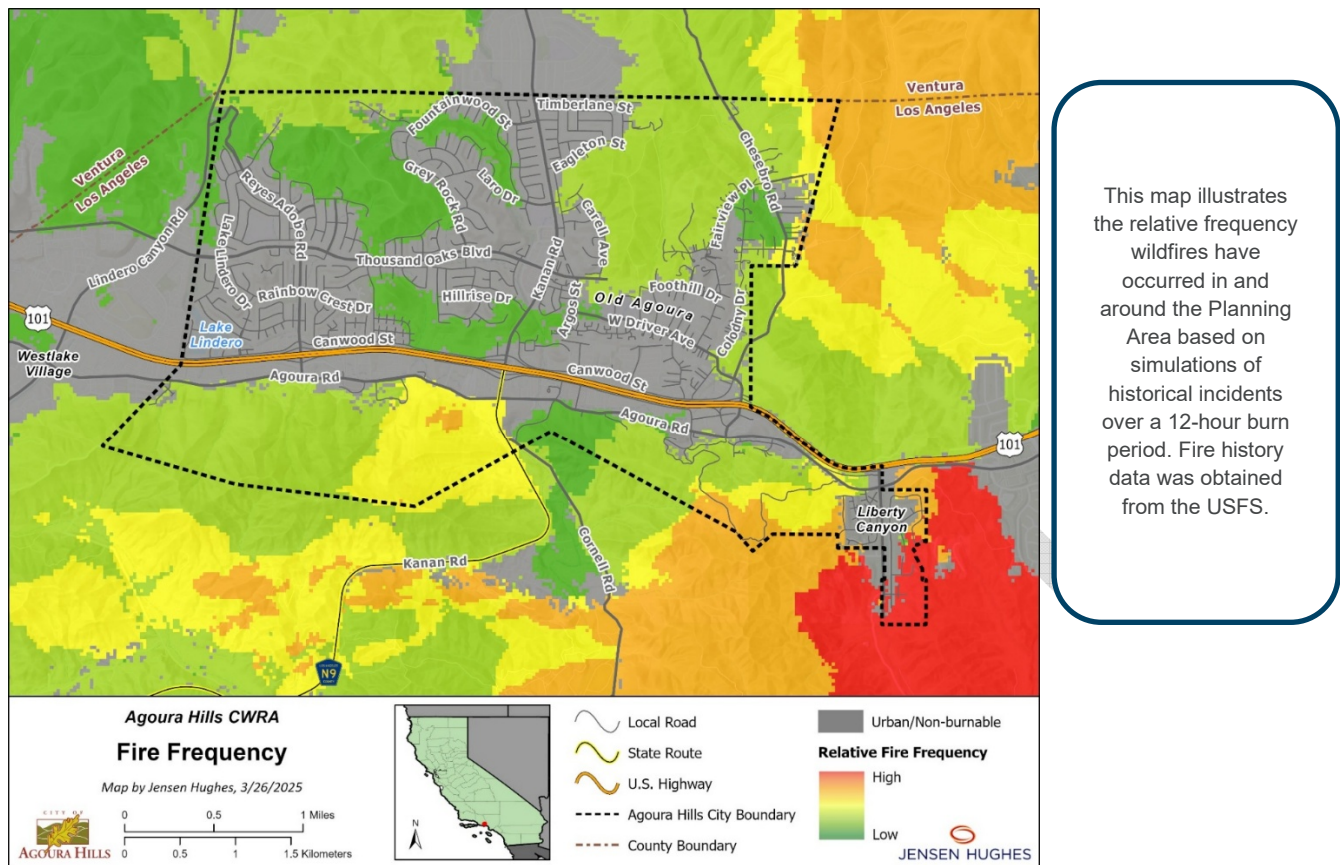 Ventura
Los Angeles
Ventura
Los Angeles
Timberlane St
Fountainwood St
Eagleton St
Chesebro Rd
Grey Rock Rd
Laro Dr
Reyes Adobe Rd
Fairview Pl
Carell Ave
Lindero Canyon Rd
Lake Lindero Dr
Thousand Oaks Blvd
Kanan Rd
Rainbow Crest Dr
Hillrise Dr
Argos St
Foothill Dr
Old Agoura
W Driver Ave
Colodny Dr
101
Lake
Lindero
Canwood St
Westlake
Village
Agoura Rd
Canwood St
Agoura Rd
101
Liberty
Canyon
Kanan Rd
Cornell Rd
N9
Agoura Hills CWRA
Fire Frequency
Map by Jensen Hughes, 3/26/2025
CITY OF
AGOURA HILLS
0 0.5 1 Miles
0 0.5 1 1.5 Kilometers
N
Local Road
State Route
U.S. Highway
Agoura Hills City Boundary
County Boundary
Urban/Non-burnable
Relative Fire Frequency
High
Low
JENSEN HUGHES
This map illustrates
the relative frequency
wildfires have
occurred in and
around the Planning
Area based on
simulations of
historical incidents
over a 12-hour burn
period. Fire history
data was obtained
from the USFS.